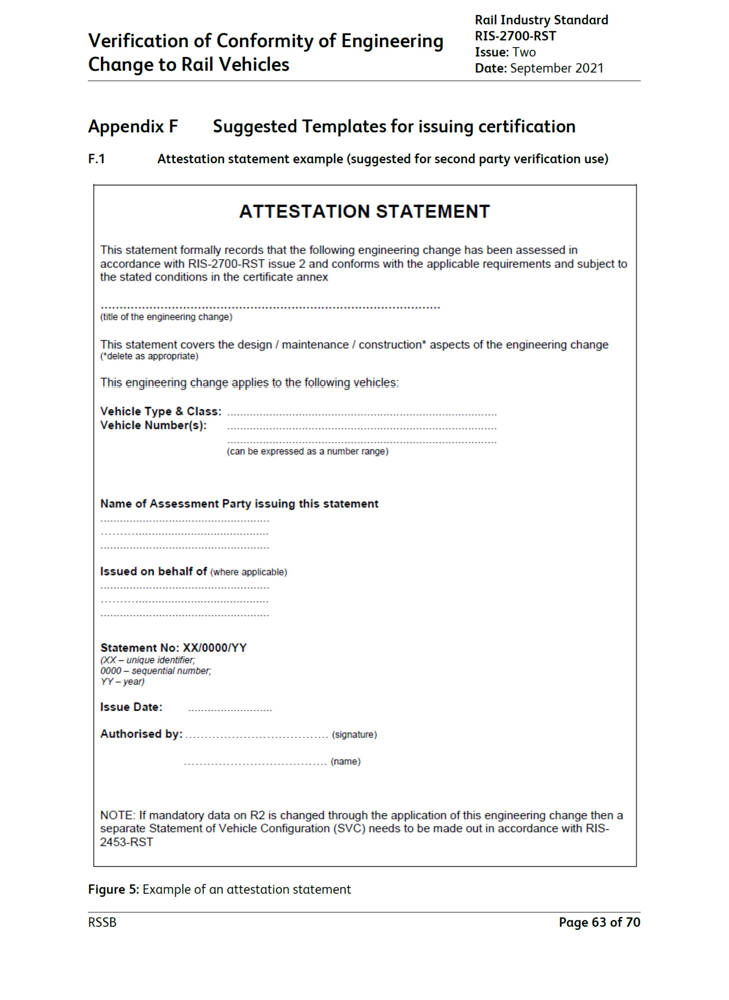 Verification of Conformity of Engineering
Change to Rail Vehicles
Rail Industry Standard
RIS-2700-RST
Issue: Two
Date: September 2021
Appendix F Suggested Templates for issuing certification
F.1 Attestation statement example (suggested for second party verification use)
ATTESTATION STATEMENT
This statement formally records that the following engineering change has been assessed in
accordance with RIS-2700-RST issue 2 and conforms with the applicable requirements and subject to
the stated conditions in the certificate annex
..........................................................................................
(title of the engineering change)
This statement covers the design / maintenance / construction* aspects of the engineering change
(*delete as appropriate)
This engineering change applies to the following vehicles:
Vehicle Type & Class: ....................................................................................
Vehicle Number(s): ....................................................................................
....................................................................................
(can be expressed as a number range)
Name of Assessment Party issuing this statement
....................................................
....................................................
....................................................
Issued on behalf of (where applicable)
....................................................
....................................................
....................................................
Statement No: XX/0000/YY
(XX – unique identifier;
0000 – sequential number;
YY – year)
Issue Date: ..........................
Authorised by: ..................................... (signature)
..................................... (name)
NOTE: If mandatory data on R2 is changed through the application of this engineering change then a
separate Statement of Vehicle Configuration (SVC) needs to be made out in accordance with RIS-
2453-RST
Figure 5: Example of an attestation statement
RSSB Page 63 of 70